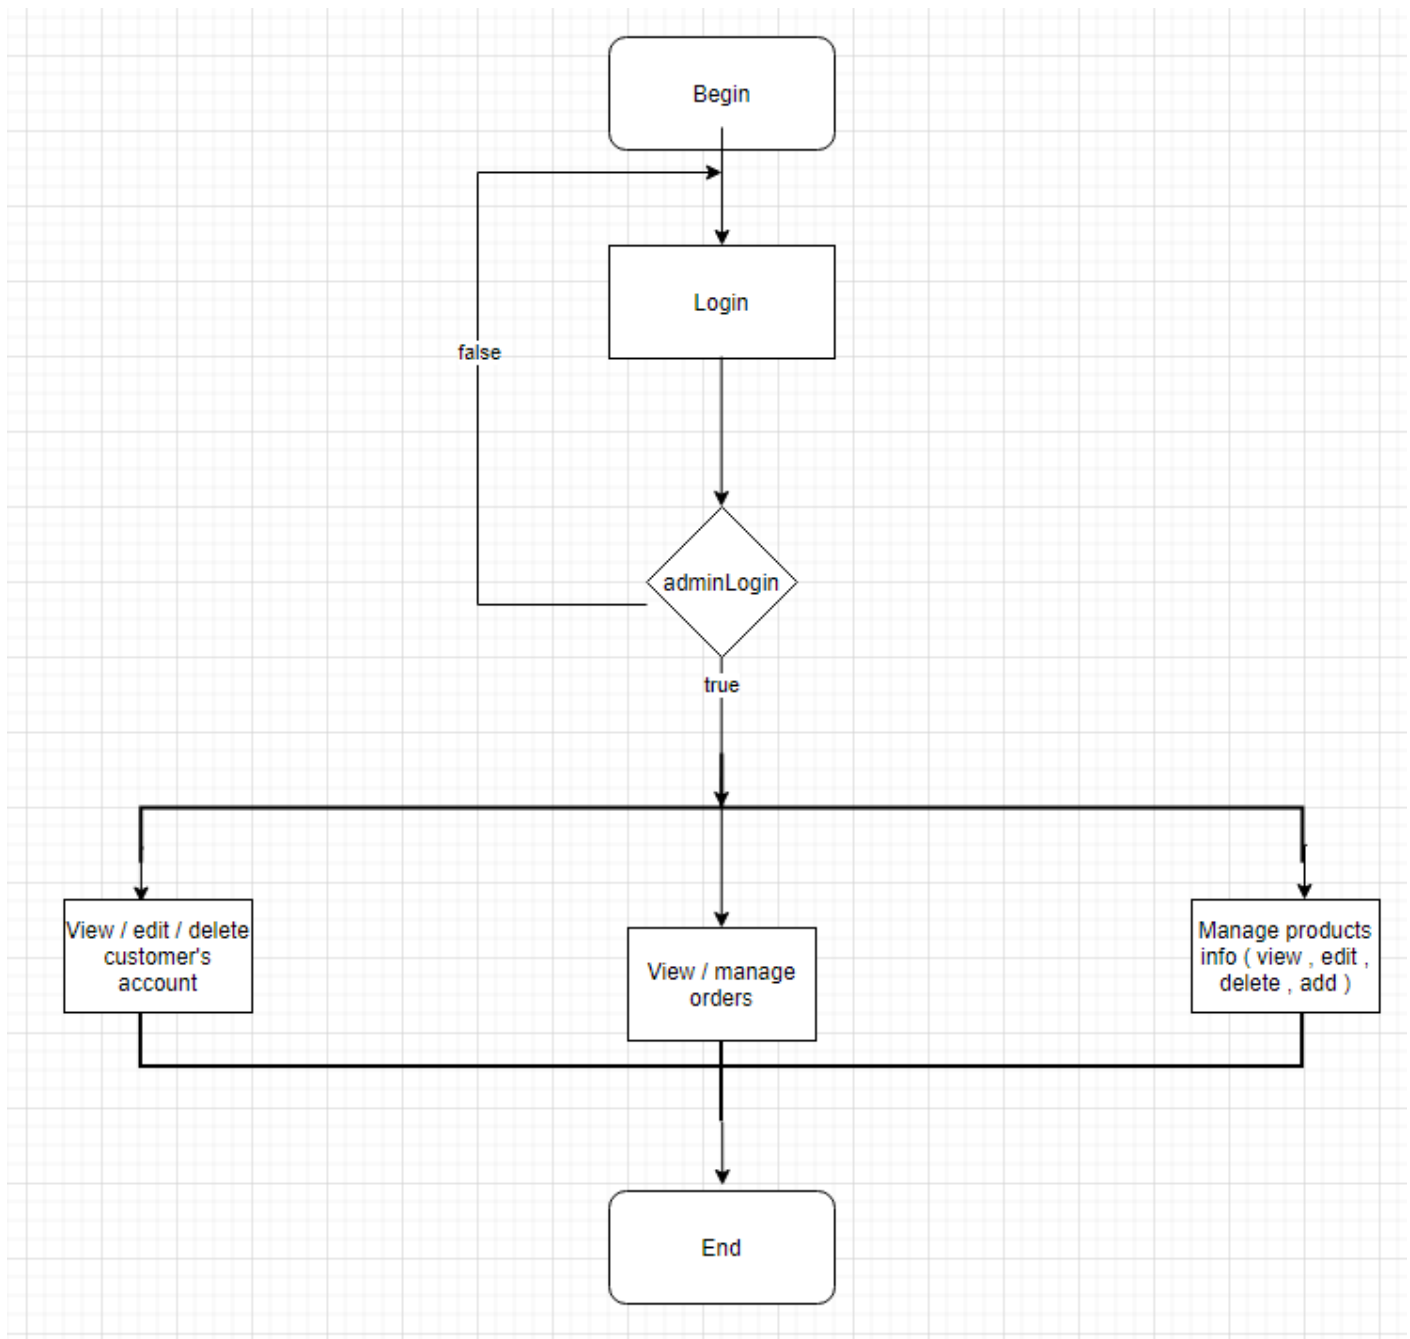 Begin
Login
false
adminLogin
true
View / edit / delete
customer's
account
View / manage
orders
Manage products
info ( view , edit ,
delete , add )
End